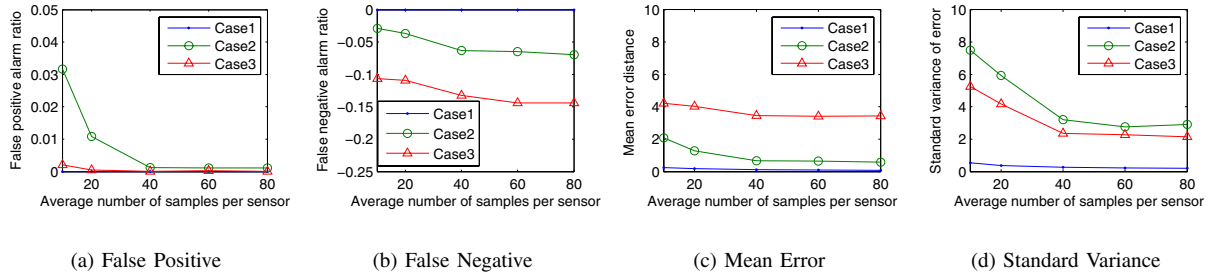 0.05
0.04
0.03
0.02
0.01
0
20
40
60
80
False positive alarm ratio
Average number of samples per sensor
Case1
Case2
Case3
(a) False Positive
0
−0.05
−0.1
−0.15
−0.2
−0.25
20
40
60
80
False negative alarm ratio
Average number of samples per sensor
Case1
Case2
Case3
(b) False Negative
10
8
6
4
2
0
20
40
60
80
Mean error distance
Average number of samples per sensor
Case1
Case2
Case3
(c) Mean Error
10
8
6
4
2
0
20
40
60
80
Standard variance of error
Average number of samples per sensor
Case1
Case2
Case3
(d) Standard Variance